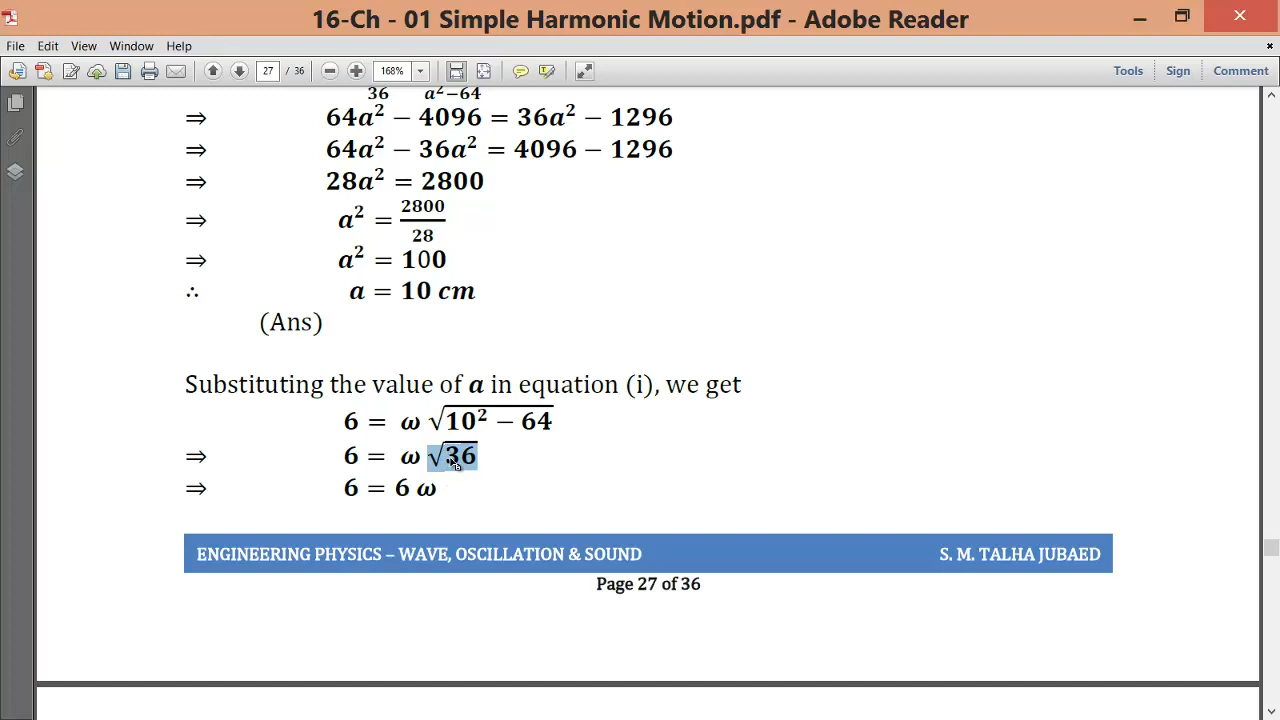 16-Ch - 01 Simple Harmonic Motion.pdf - Adobe Reader
File Edit View Window Help
27 / 36 168% Tools Sign Comment
36 a²−64
⇒ 64a² − 4096 = 36a² − 1296
⇒ 64a² − 36a² = 4096 − 1296
⇒ 28a² = 2800
⇒ a² = 2800/28
⇒ a² = 100
∴ a = 10 cm
(Ans)
Substituting the value of a in equation (i), we get
6 = ω √10² − 64
⇒ 6 = ω √36
⇒ 6 = 6 ω
ENGINEERING PHYSICS – WAVE, OSCILLATION & SOUND S. M. TALHA JUBAED
Page 27 of 36